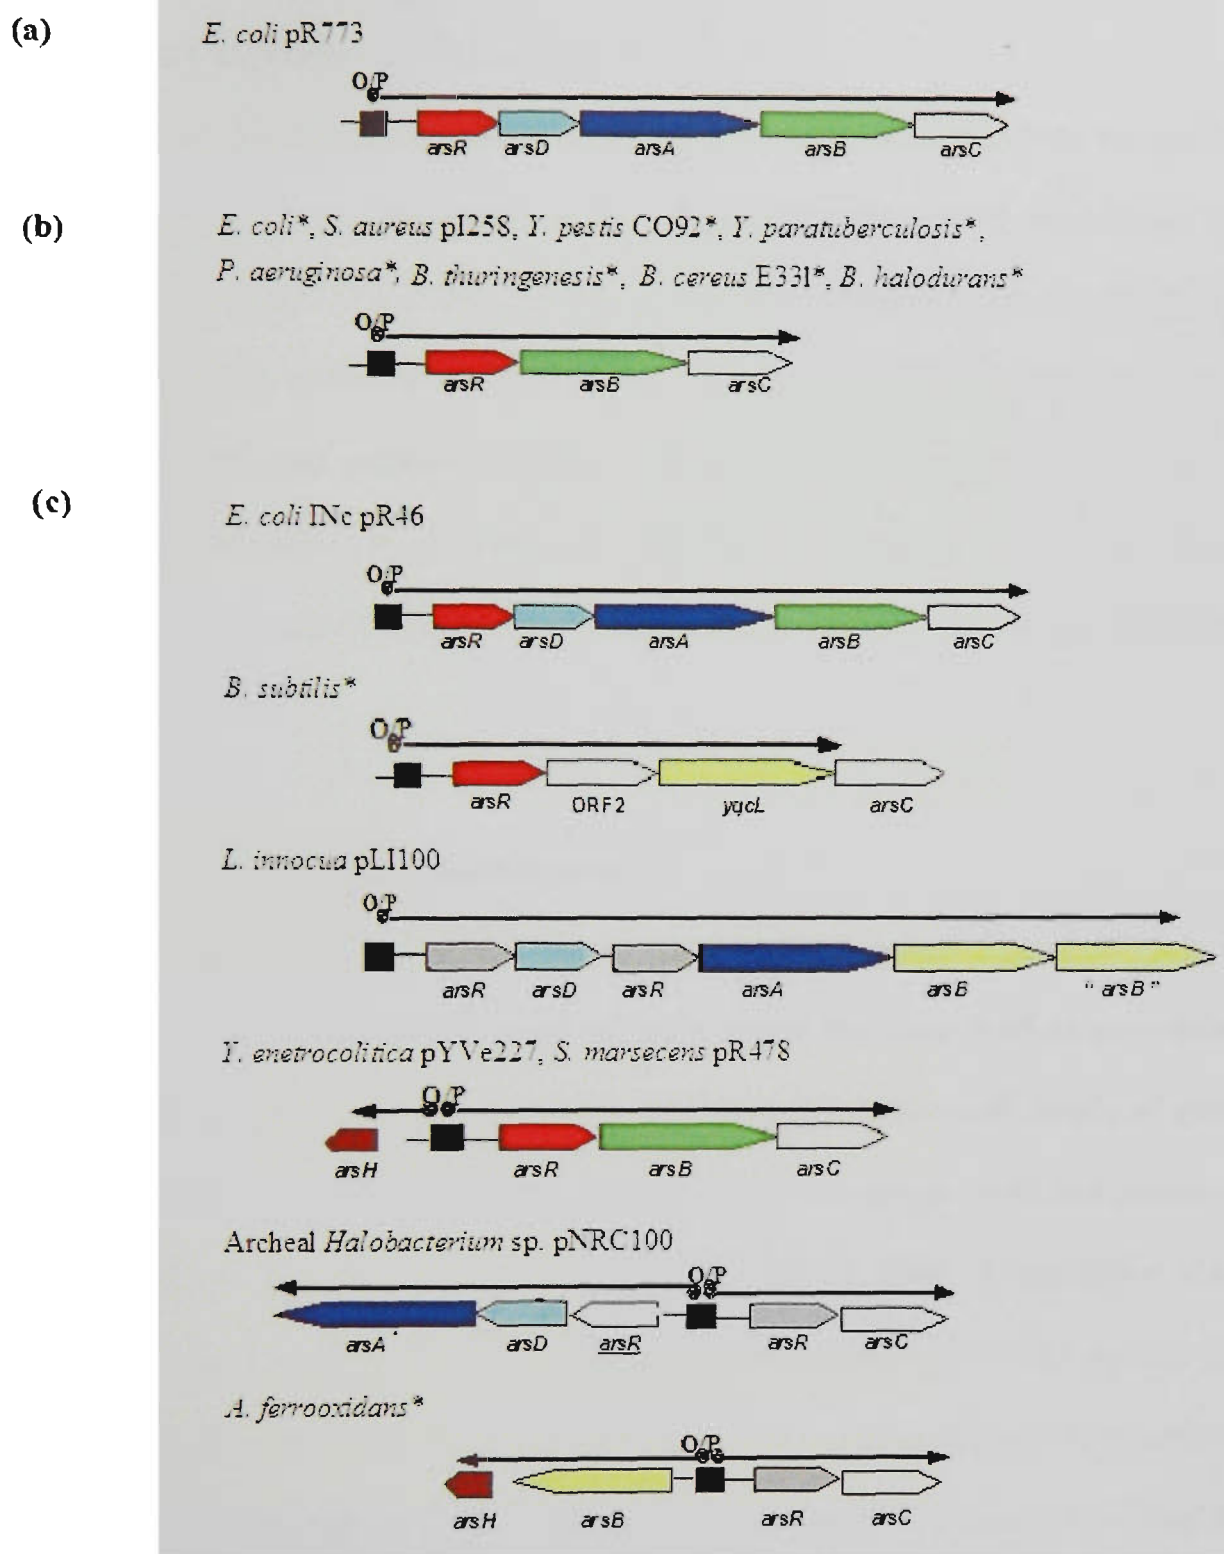 (a)
E. coli pR773
O/P
arsR arsD arsA arsB arsC
(b)
E. coli*, S. aureus pI258, Y. pestis CO92*, Y. paratuberculosis*,
P. aeruginosa*, B. thuringenesis*, B. cereus E33l*, B. halodurans*
O/P
arsR arsB arsC
(c)
E. coli INc pR46
O/P
arsR arsD arsA arsB arsC
B. subtilis*
O/P
arsR ORF2 yqcL arsC
L. innocua pLI100
O/P
arsR arsD arsR arsA arsB " arsB "
Y. enetrocolitica pYVe227, S. marsecens pR478
O/P
arsH arsR arsB arsC
Archeal Halobacterium sp. pNRC100
O/P
arsA arsD arsR arsR arsC
A. ferrooxidans*
O/P
arsH arsB arsR arsC